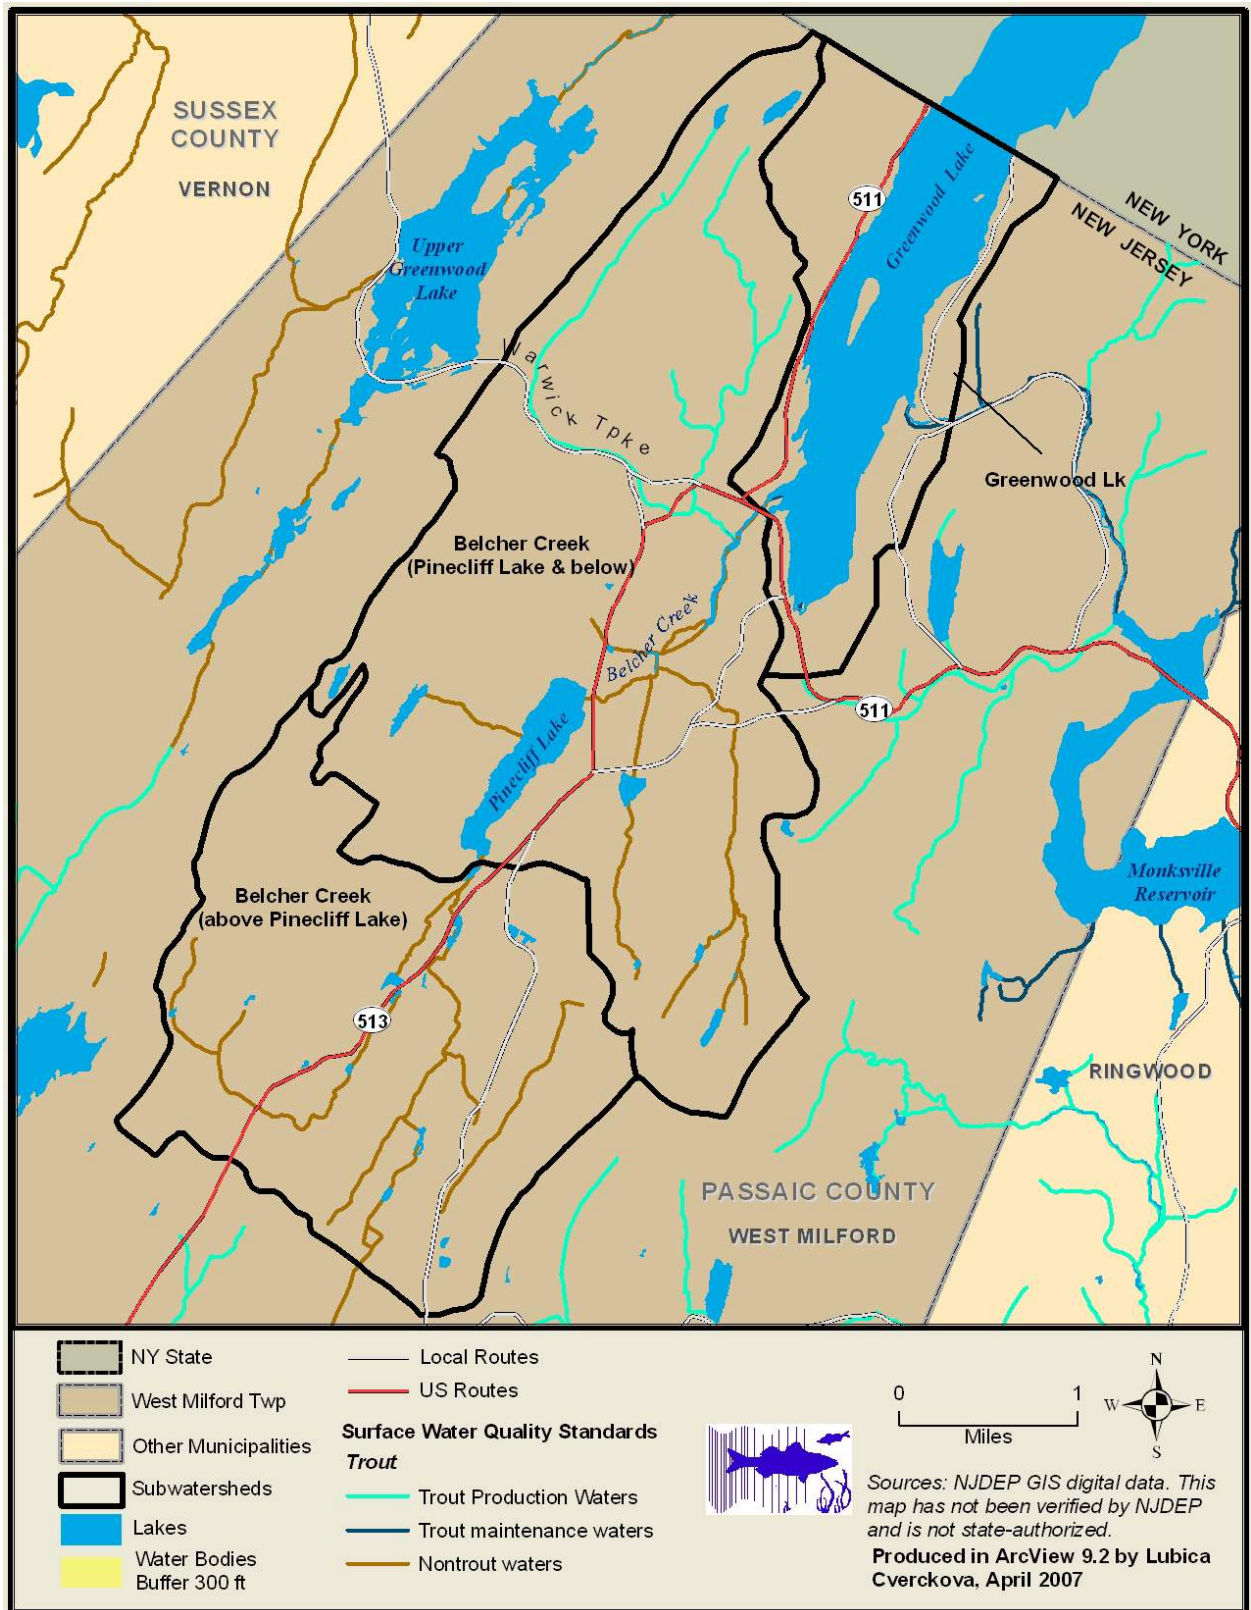 SUSSEX
COUNTY
VERNON
Upper
Greenwood
Lake
511
Greenwood Lake
NEW YORK
NEW JERSEY
Warwick Tpke
Greenwood Lk
Belcher Creek
(Pinecliff Lake & below)
Belcher Creek
511
Pinecliff Lake
Monksville
Reservoir
Belcher Creek
(above Pinecliff Lake)
513
RINGWOOD
PASSAIC COUNTY
WEST MILFORD
NY State
West Milford Twp
Other Municipalities
Subwatersheds
Lakes
Water Bodies
Buffer 300 ft
Local Routes
US Routes
Surface Water Quality Standards
Trout
Trout Production Waters
Trout maintenance waters
Nontrout waters
0 1
Miles
N
W E
S
Sources: NJDEP GIS digital data. This
map has not been verified by NJDEP
and is not state-authorized.
Produced in ArcView 9.2 by Lubica
Cverckova, April 2007